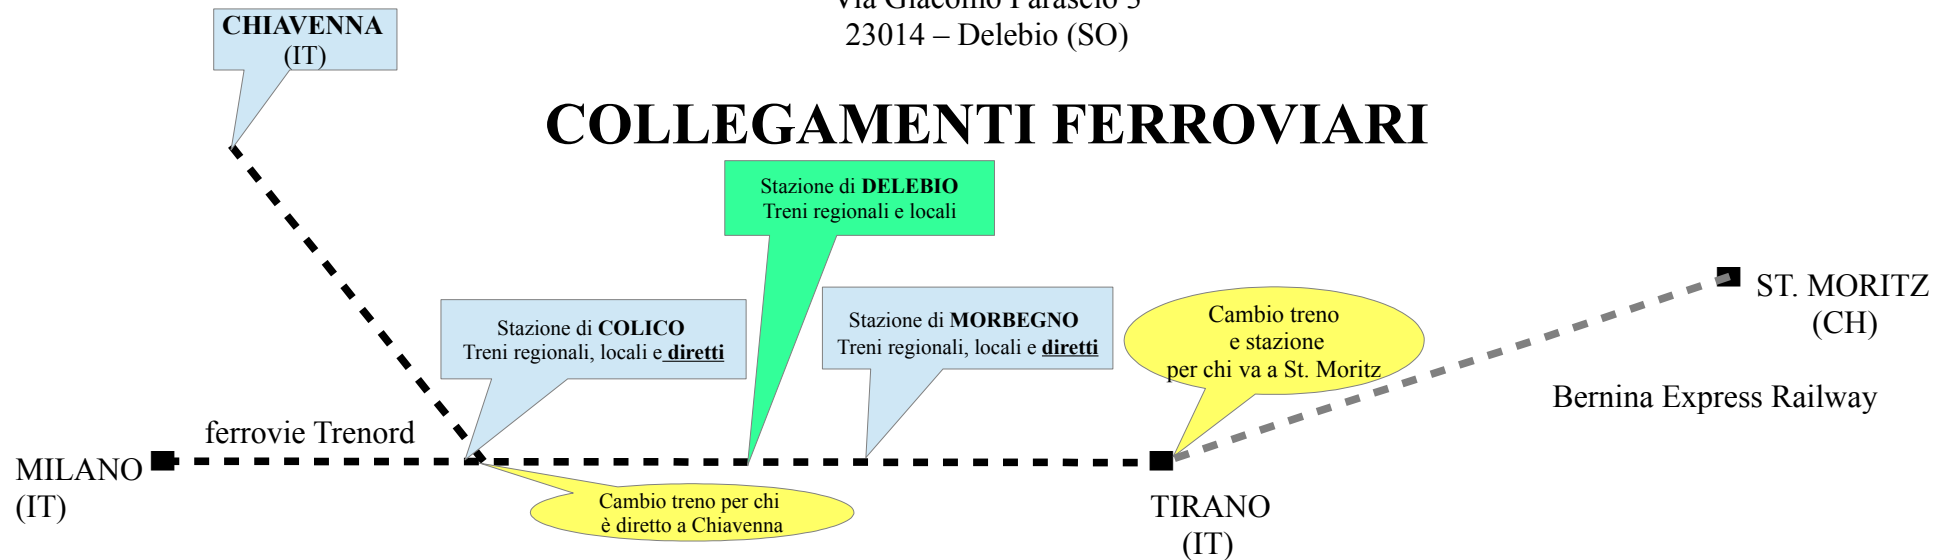 Via Giacomo Parascio 3
23014 – Delebio (SO)
CHIAVENNA
(IT)
COLLEGAMENTI FERROVIARI
Stazione di DELEBIO
Treni regionali e locali
Stazione di COLICO
Treni regionali, locali e diretti
Stazione di MORBEGNO
Treni regionali, locali e diretti
Cambio treno
e stazione
per chi va a St. Moritz
ST. MORITZ
(CH)
Bernina Express Railway
ferrovie Trenord
MILANO
(IT)
Cambio treno per chi
è diretto a Chiavenna
TIRANO
(IT)